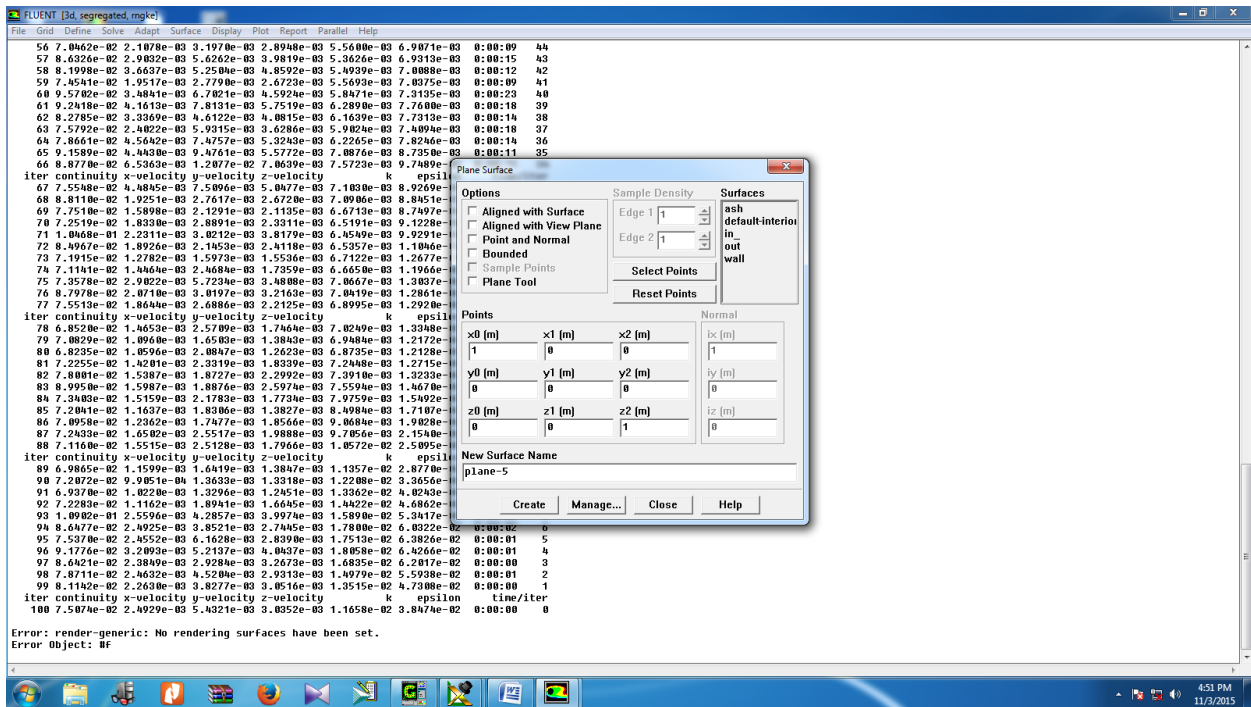 FLUENT [3d, segregated, rngke]
File Grid Define Solve Adapt Surface Display Plot Report Parallel Help
56 7.0462e-02 2.1078e-03 3.1970e-03 2.8948e-03 5.5600e-03 6.9071e-03 0:00:09 44
57 8.6326e-02 2.9032e-03 5.6262e-03 3.9819e-03 5.3626e-03 6.9313e-03 0:00:15 43
58 8.1998e-02 3.6637e-03 5.2504e-03 4.8592e-03 5.4939e-03 7.0088e-03 0:00:12 42
59 7.4541e-02 1.9517e-03 2.7790e-03 2.6723e-03 5.5693e-03 7.0375e-03 0:00:09 41
60 9.5702e-02 3.4841e-03 6.7021e-03 4.5924e-03 5.8471e-03 7.3135e-03 0:00:23 40
61 9.2418e-02 4.1613e-03 7.8131e-03 5.7519e-03 6.2890e-03 7.7600e-03 0:00:18 39
62 8.2785e-02 3.3369e-03 4.6122e-03 4.0815e-03 6.1639e-03 7.7313e-03 0:00:14 38
63 7.5792e-02 2.4022e-03 5.9315e-03 3.6286e-03 5.9024e-03 7.4094e-03 0:00:18 37
64 7.8661e-02 4.5642e-03 7.4757e-03 5.3243e-03 6.2265e-03 7.8246e-03 0:00:14 36
65 9.1589e-02 4.4430e-03 9.4761e-03 5.5772e-03 7.0876e-03 8.7350e-03 0:00:11 35
66 8.8770e-02 6.5363e-03 1.2077e-02 7.0639e-03 7.5723e-03 9.7489e-
iter continuity x-velocity y-velocity z-velocity k epsil
67 7.5548e-02 4.4845e-03 7.5096e-03 5.0477e-03 7.1030e-03 8.9269e-
68 8.8110e-02 1.9251e-03 2.7617e-03 2.6720e-03 7.0906e-03 8.8451e-
69 7.7510e-02 1.5898e-03 2.1291e-03 2.1135e-03 6.6713e-03 8.7497e-
70 7.2519e-02 1.8330e-03 2.8891e-03 2.3311e-03 6.5191e-03 9.1228e-
71 1.0468e-01 2.2311e-03 3.0212e-03 3.8179e-03 6.4549e-03 9.9291e-
72 8.4967e-02 1.8926e-03 2.1453e-03 2.4118e-03 6.5357e-03 1.1046e-
73 7.1915e-02 1.2782e-03 1.5973e-03 1.5536e-03 6.7122e-03 1.2677e-
74 7.1141e-02 1.4464e-03 2.4684e-03 1.7359e-03 6.6650e-03 1.1966e-
75 7.3578e-02 2.9022e-03 5.7234e-03 3.4808e-03 7.0667e-03 1.3037e-
76 8.7978e-02 2.0710e-03 3.0197e-03 3.2163e-03 7.0419e-03 1.2861e-
77 7.5513e-02 1.8644e-03 2.6886e-03 2.2125e-03 6.8995e-03 1.2920e-
iter continuity x-velocity y-velocity z-velocity k epsil
78 6.8520e-02 1.4653e-03 2.5709e-03 1.7464e-03 7.0249e-03 1.3348e-
79 7.0829e-02 1.0960e-03 1.6503e-03 1.3843e-03 6.9484e-03 1.2172e-
80 6.8235e-02 1.0596e-03 2.0847e-03 1.2623e-03 6.8735e-03 1.2128e-
81 7.2255e-02 1.4201e-03 2.3319e-03 1.8339e-03 7.2448e-03 1.2715e-
82 7.8001e-02 1.5387e-03 1.8727e-03 2.2992e-03 7.3910e-03 1.3233e-
83 8.9950e-02 1.5987e-03 1.8876e-03 2.5974e-03 7.5594e-03 1.4670e-
84 7.3403e-02 1.5159e-03 2.1783e-03 1.7734e-03 7.9759e-03 1.5492e-
85 7.2041e-02 1.1637e-03 1.8306e-03 1.3827e-03 8.4984e-03 1.7107e-
86 7.0958e-02 1.2362e-03 1.7477e-03 1.8566e-03 9.0684e-03 1.9028e-
87 7.2433e-02 1.6502e-03 2.5517e-03 1.9888e-03 9.7056e-03 2.1540e-
88 7.1160e-02 1.5515e-03 2.5128e-03 1.7966e-03 1.0572e-02 2.5095e-
iter continuity x-velocity y-velocity z-velocity k epsil
89 6.9865e-02 1.1599e-03 1.6419e-03 1.3847e-03 1.1357e-02 2.8770e-
90 7.2072e-02 9.9051e-04 1.3633e-03 1.3318e-03 1.2208e-02 3.3656e-
91 6.9370e-02 1.0220e-03 1.3296e-03 1.2451e-03 1.3362e-02 4.0243e-
92 7.2283e-02 1.1162e-03 1.8941e-03 1.6645e-03 1.4422e-02 4.6862e-
93 1.0902e-01 2.5596e-03 4.2857e-03 3.9974e-03 1.5890e-02 5.3417e-
94 8.6477e-02 2.4925e-03 3.8521e-03 2.7445e-03 1.7800e-02 6.0322e-02 0:00:02 6
95 7.5370e-02 2.4552e-03 6.1628e-03 2.8390e-03 1.7513e-02 6.3826e-02 0:00:01 5
96 9.1776e-02 3.2093e-03 5.2137e-03 4.0437e-03 1.8058e-02 6.4266e-02 0:00:01 4
97 8.6421e-02 2.3849e-03 2.9284e-03 3.2673e-03 1.6835e-02 6.2017e-02 0:00:00 3
98 7.8711e-02 2.4632e-03 4.5204e-03 2.9313e-03 1.4979e-02 5.5938e-02 0:00:01 2
99 8.1142e-02 2.2630e-03 3.8277e-03 3.0516e-03 1.3515e-02 4.7308e-02 0:00:00 1
iter continuity x-velocity y-velocity z-velocity k epsilon time/iter
100 7.5074e-02 2.4929e-03 5.4321e-03 3.0352e-03 1.1658e-02 3.8474e-02 0:00:00 0
Error: render-generic: No rendering surfaces have been set.
Error Object: #f
Plane Surface
Options
Aligned with Surface
Aligned with View Plane
Point and Normal
Bounded
Sample Points
Plane Tool
Sample Density
Edge 1 1
Edge 2 1
Select Points
Reset Points
Surfaces
ash
default-interior
in_
out
wall
Points
x0 (m) x1 (m) x2 (m)
1 0 0
y0 (m) y1 (m) y2 (m)
0 0 0
z0 (m) z1 (m) z2 (m)
0 0 1
Normal
ix (m)
1
iy (m)
0
iz (m)
0
New Surface Name
plane-5
Create Manage... Close Help
4:51 PM
11/3/2015